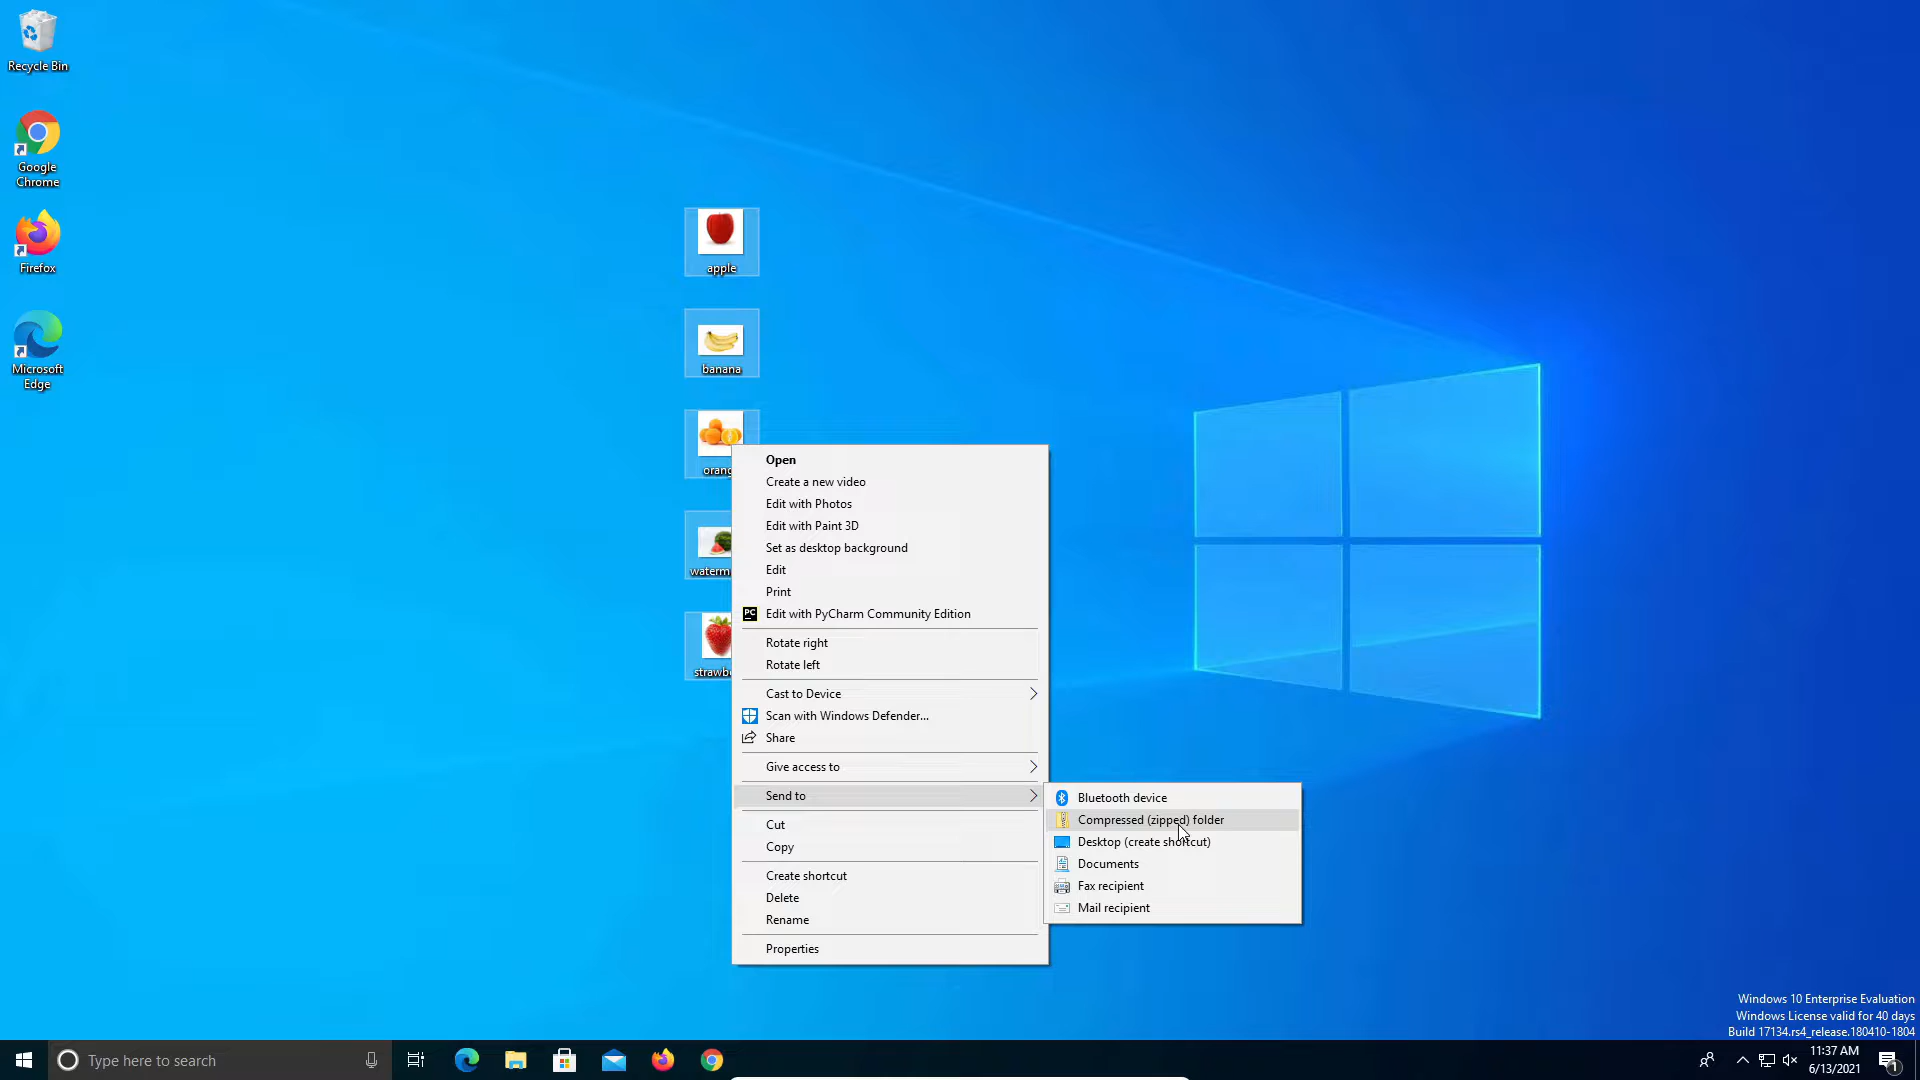 Recycle Bin
Google
Chrome
Firefox
Microsoft
Edge
apple
banana
orang
waterm
strawb
Open
Create a new video
Edit with Photos
Edit with Paint 3D
Set as desktop background
Edit
Print
PC
Edit with PyCharm Community Edition
Rotate right
Rotate left
Cast to Device
Scan with Windows Defender...
Share
Give access to
Send to
Cut
Copy
Create shortcut
Delete
Rename
Properties
Bluetooth device
Compressed (zipped) folder
Desktop (create shortcut)
Documents
Fax recipient
Mail recipient
Windows 10 Enterprise Evaluation
Windows License valid for 40 days
Build 17134.rs4_release.180410-1804
Type here to search
11:37 AM
6/13/2021
1